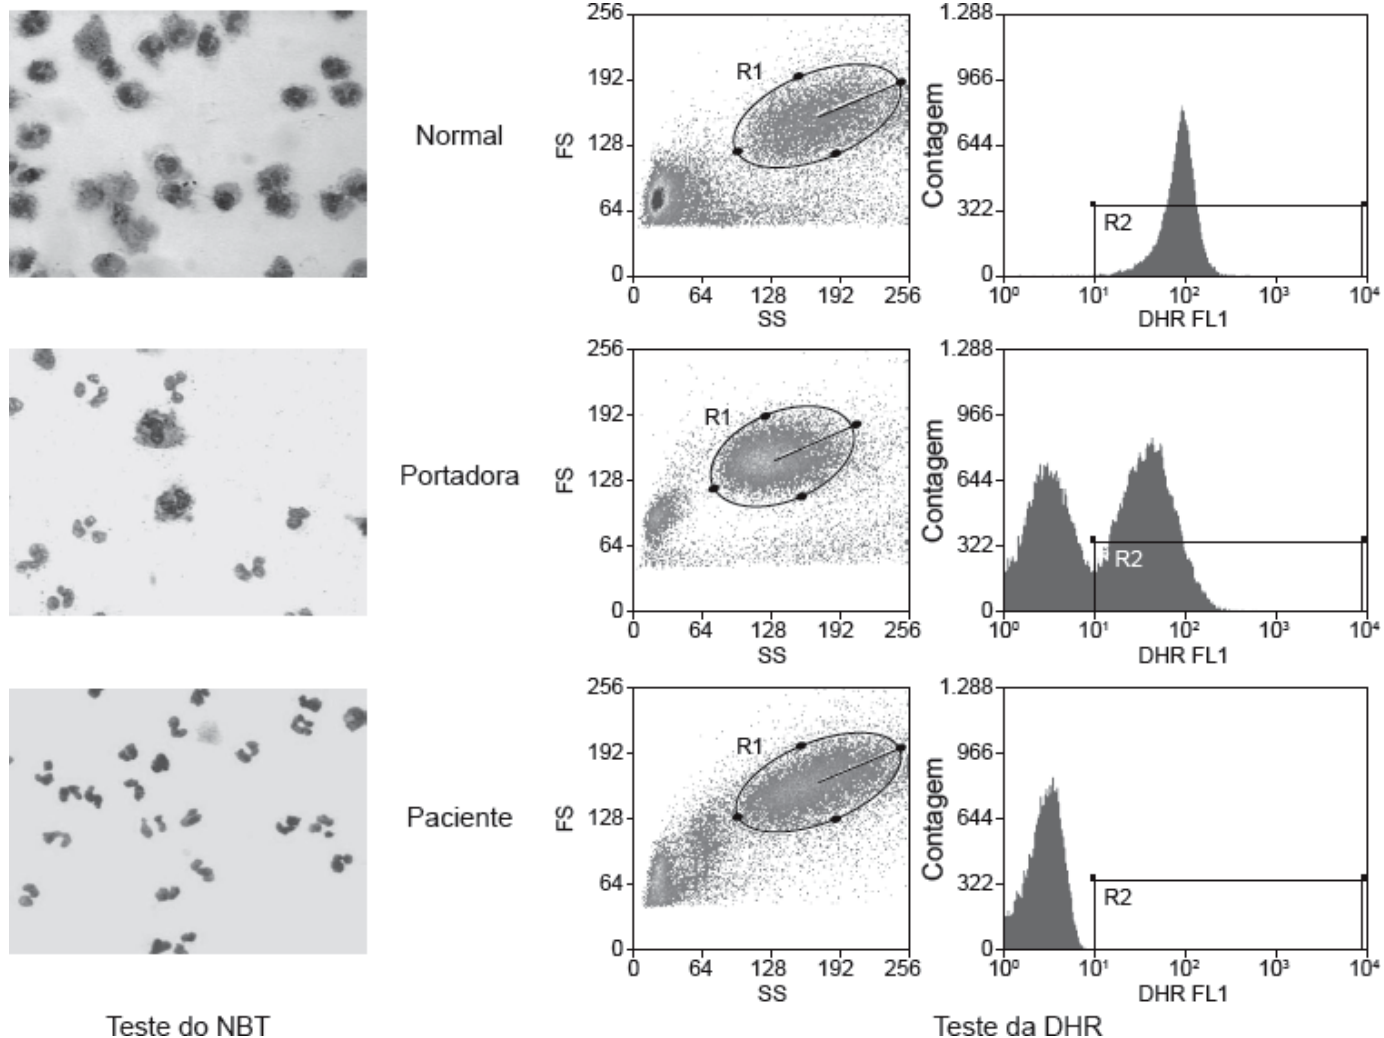 Normal
256
192
128
64
0
FS
R1
0 64 128 192 256
SS
1.288
966
644
322
0
Contagem
R2
10⁰ 10¹ 10² 10³ 10⁴
DHR FL1
Portadora
256
192
128
64
0
FS
R1
0 64 128 192 256
SS
1.288
966
644
322
0
Contagem
R2
10⁰ 10¹ 10² 10³ 10⁴
DHR FL1
Paciente
256
192
128
64
0
FS
R1
0 64 128 192 256
SS
1.288
966
644
322
0
Contagem
R2
10⁰ 10¹ 10² 10³ 10⁴
DHR FL1
Teste do NBT
Teste da DHR